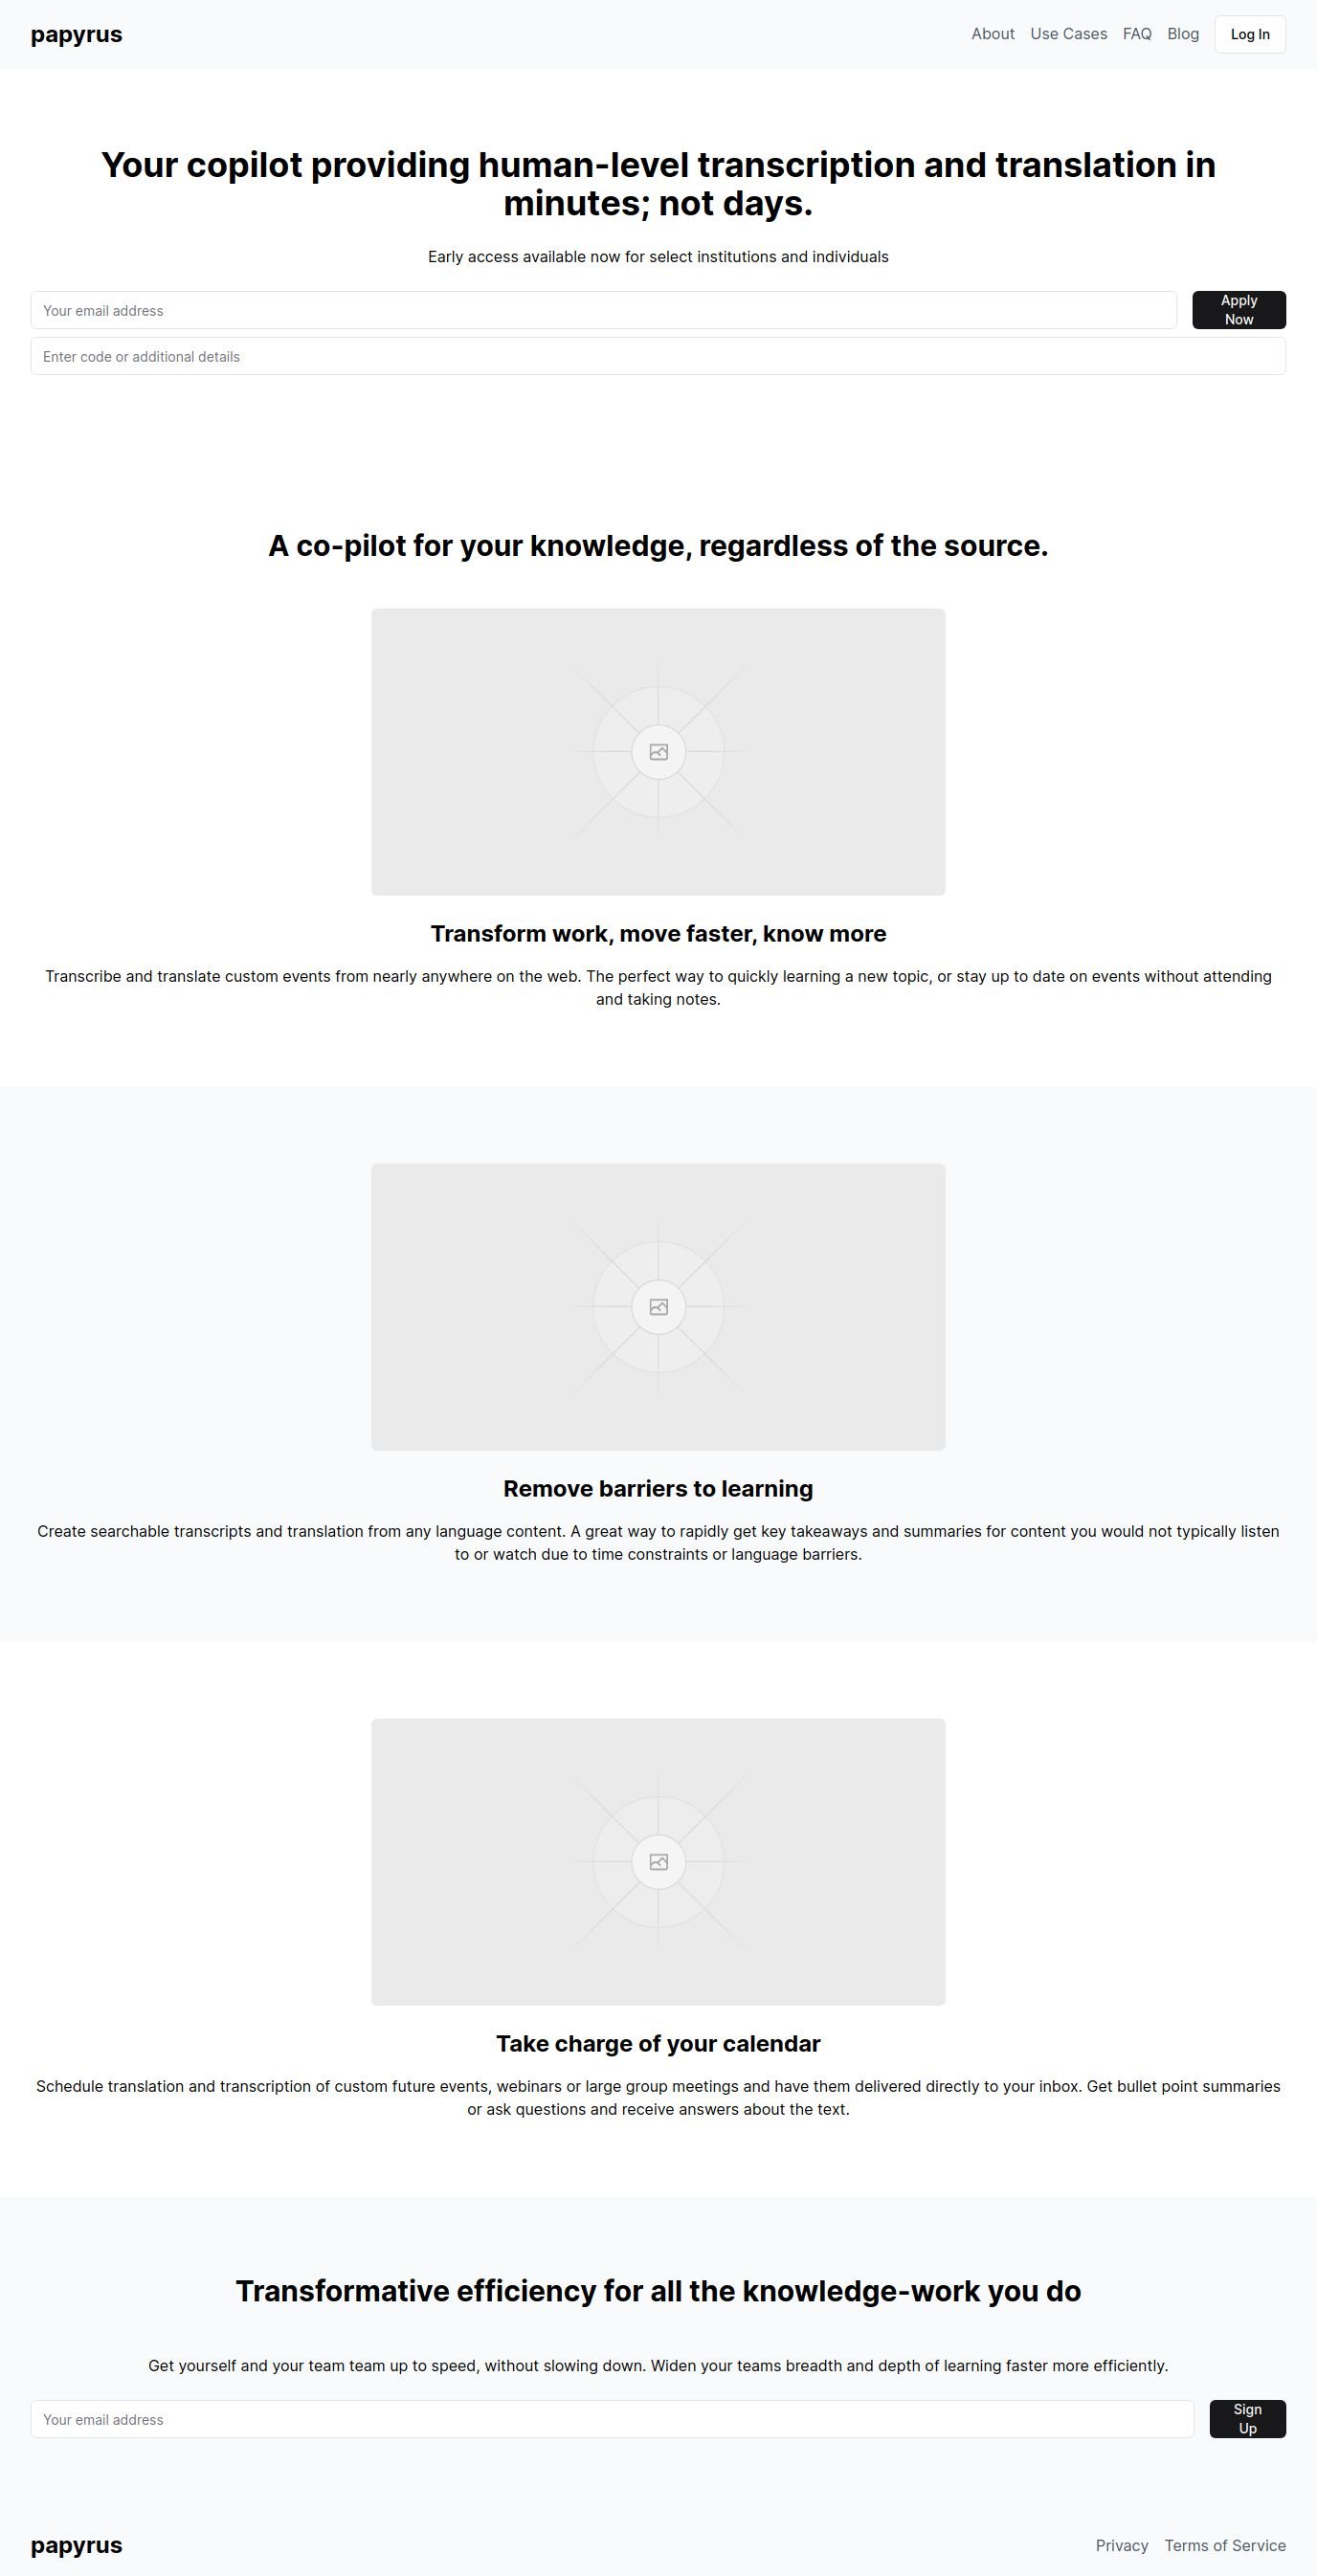 papyrus
About Use Cases FAQ Blog Log In
Your copilot providing human-level transcription and translation in
minutes; not days.
Early access available now for select institutions and individuals
Your email address
Apply
Now
Enter code or additional details
A co-pilot for your knowledge, regardless of the source.
Transform work, move faster, know more
Transcribe and translate custom events from nearly anywhere on the web. The perfect way to quickly learning a new topic, or stay up to date on events without attending
and taking notes.
Remove barriers to learning
Create searchable transcripts and translation from any language content. A great way to rapidly get key takeaways and summaries for content you would not typically listen
to or watch due to time constraints or language barriers.
Take charge of your calendar
Schedule translation and transcription of custom future events, webinars or large group meetings and have them delivered directly to your inbox. Get bullet point summaries
or ask questions and receive answers about the text.
Transformative efficiency for all the knowledge-work you do
Get yourself and your team team up to speed, without slowing down. Widen your teams breadth and depth of learning faster more efficiently.
Your email address
Sign
Up
papyrus
Privacy Terms of Service